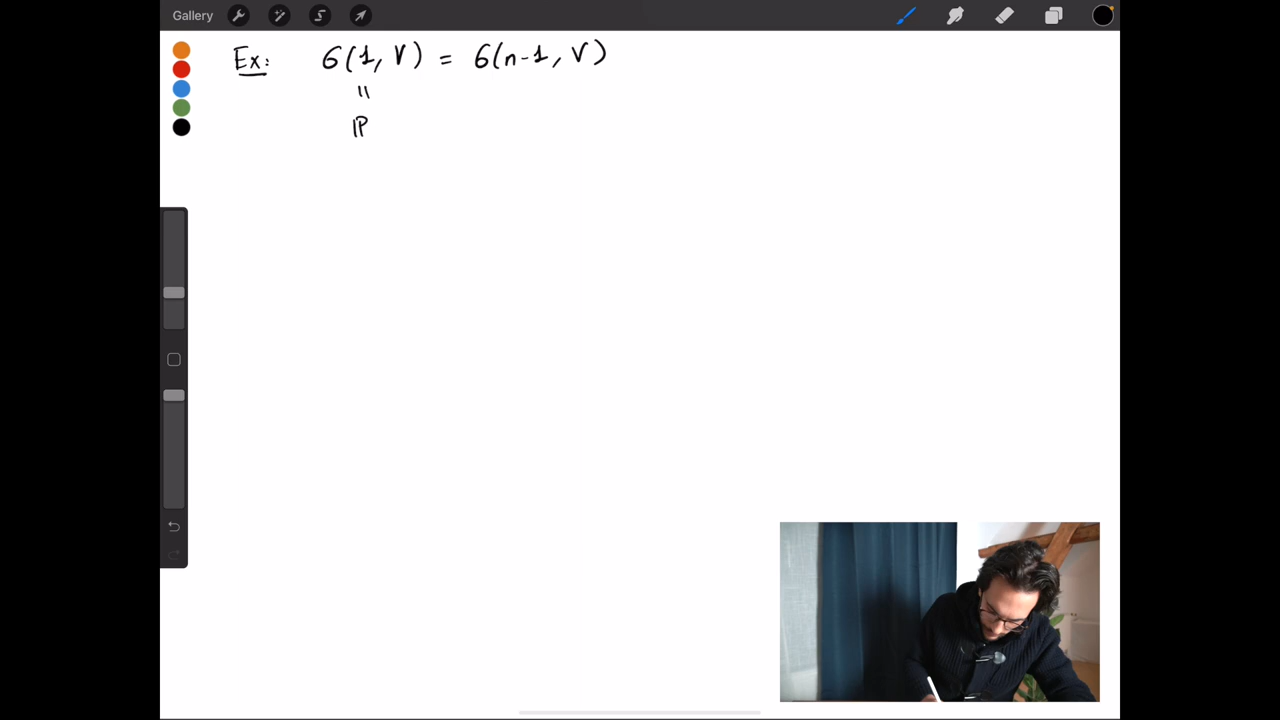 Gallery
Ex: G(1, V) = G(n-1, V)
"
ℙ